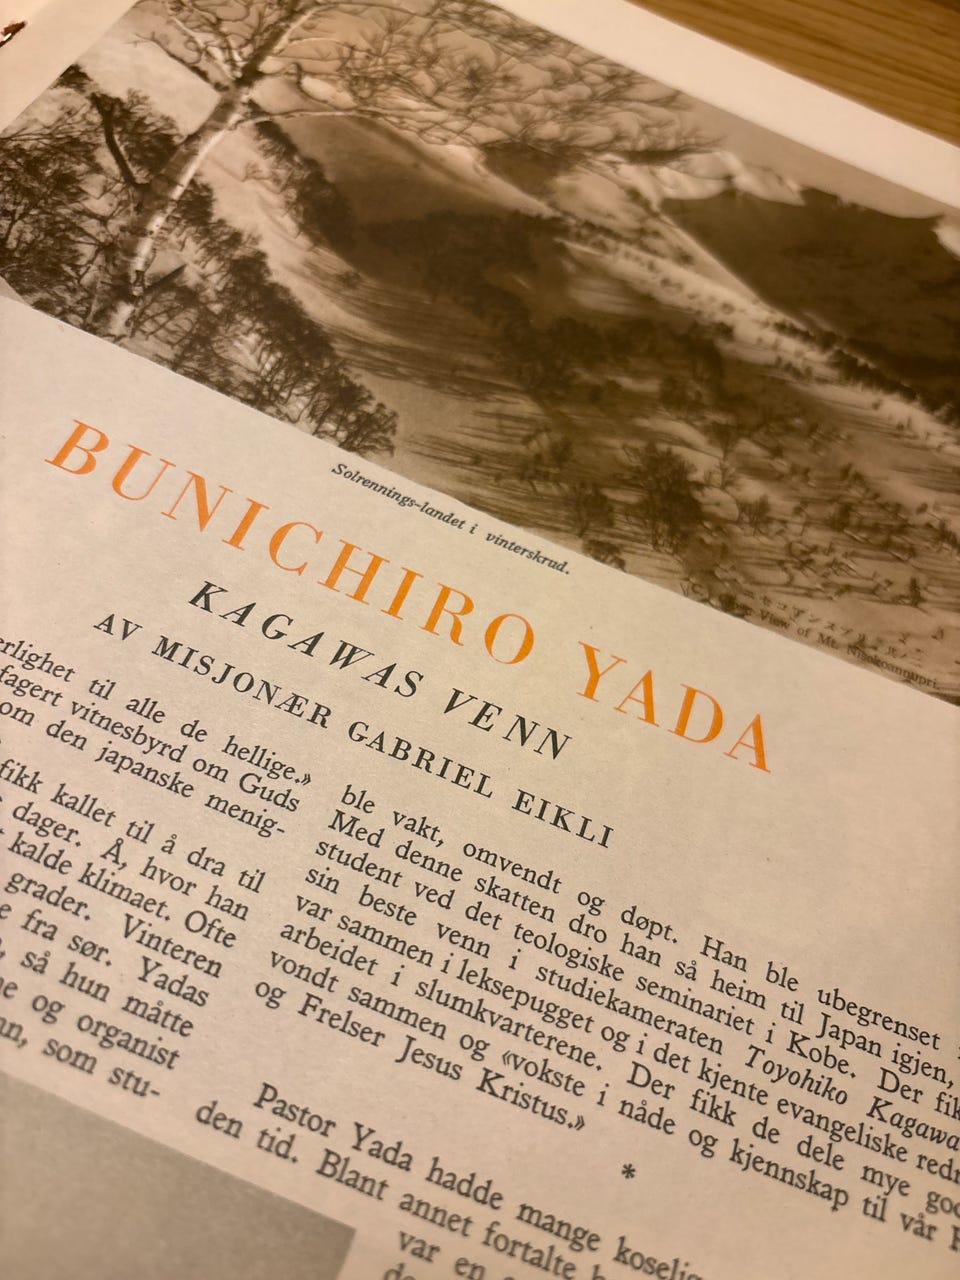 View of Mt.
Solrennings-landet i vinterskrud.
BUNICHIRO YADA
KAGAWAS VENN
AV MISJONÆR GABRIEL EIKLI
erlighet til alle de hellige.»
fagert vitnesbyrd om Guds
om den japanske menig-
fikk kallet til å dra til
dager. Å, hvor han
kalde klimaet. Ofte
grader. Vinteren
e fra sør. Yadas
, så hun måtte
ne og organist
nn, som stu-
ble vakt, omvendt og døpt. Han ble ubegrenset
Med denne skatten dro han så heim til Japan igjen,
student ved det teologiske seminariet i Kobe. Der fik
sin beste venn i studiekameraten Toyohiko Kagawa
var sammen i leksepugget og i det kjente evangeliske redn
arbeidet i slumkvarterene. Der fikk de dele mye god
vondt sammen og «vokste i nåde og kjennskap til vår
og Frelser Jesus Kristus.»
*
Pastor Yada hadde mange koselig
den tid. Blant annet fortalte h
var en